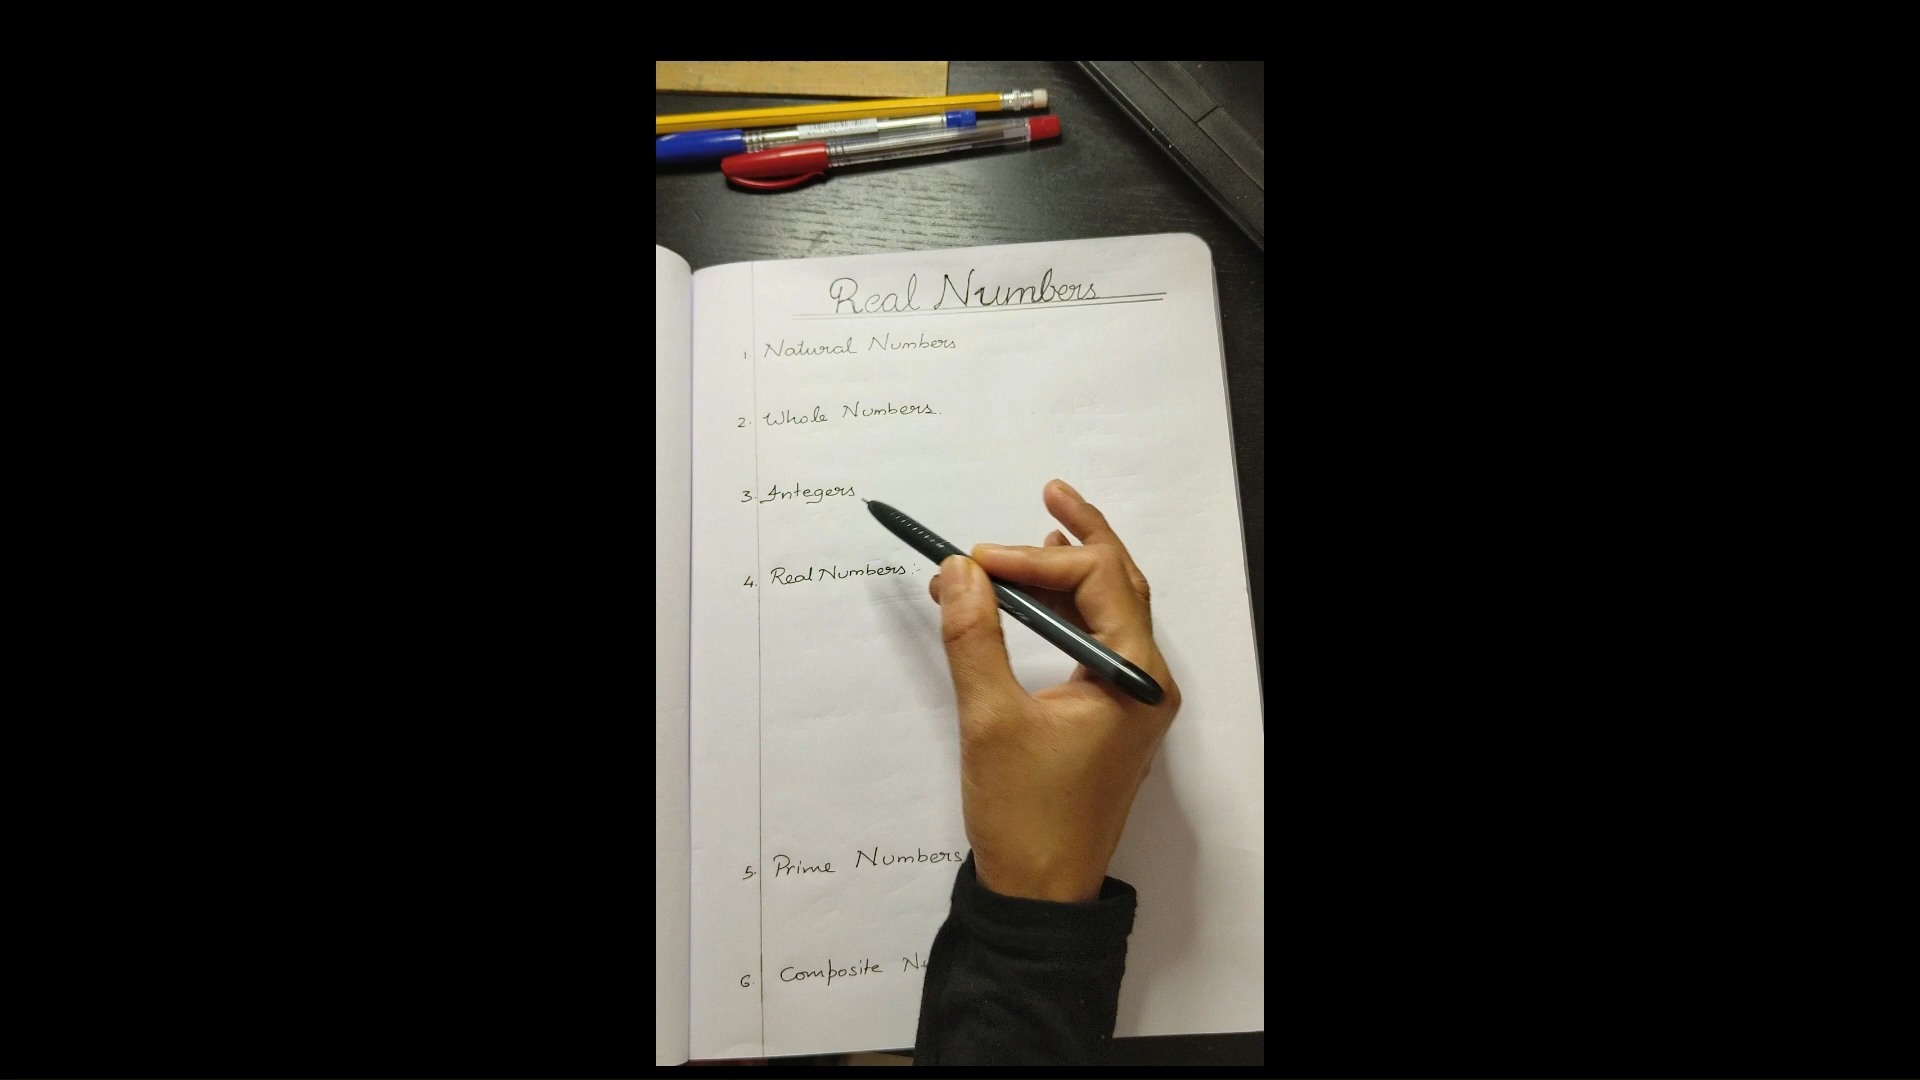 Real Numbers
1. Natural Numbers
2. Whole Numbers.
3. Integers
4. Real Numbers:-
5. Prime Numbers
6. Composite